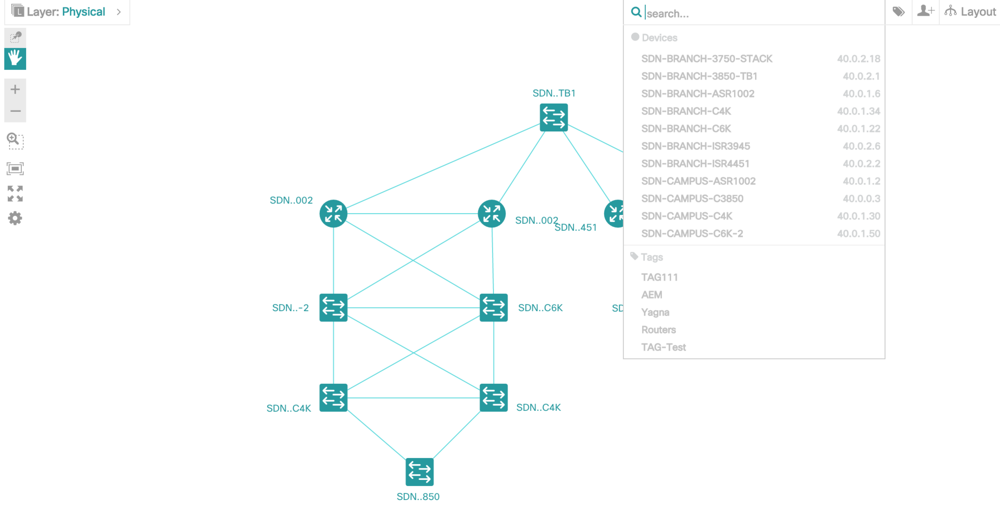 L Layer: Physical
search...
Layout
Devices
SDN-BRANCH-3750-STACK 40.0.2.18
SDN-BRANCH-3850-TB1 40.0.2.1
SDN-BRANCH-ASR1002 40.0.1.6
SDN-BRANCH-C4K 40.0.1.34
SDN-BRANCH-C6K 40.0.1.22
SDN-BRANCH-ISR3945 40.0.2.6
SDN-BRANCH-ISR4451 40.0.2.2
SDN-CAMPUS-ASR1002 40.0.1.2
SDN-CAMPUS-C3850 40.0.0.3
SDN-CAMPUS-C4K 40.0.1.30
SDN-CAMPUS-C6K-2 40.0.1.50
Tags
TAG111
AEM
Yagna
Routers
TAG-Test
SDN..TB1
SDN..002
SDN..002
SDN..451
SDN..-2
SDN..C6K
SD
SDN..C4K
SDN..C4K
SDN..850